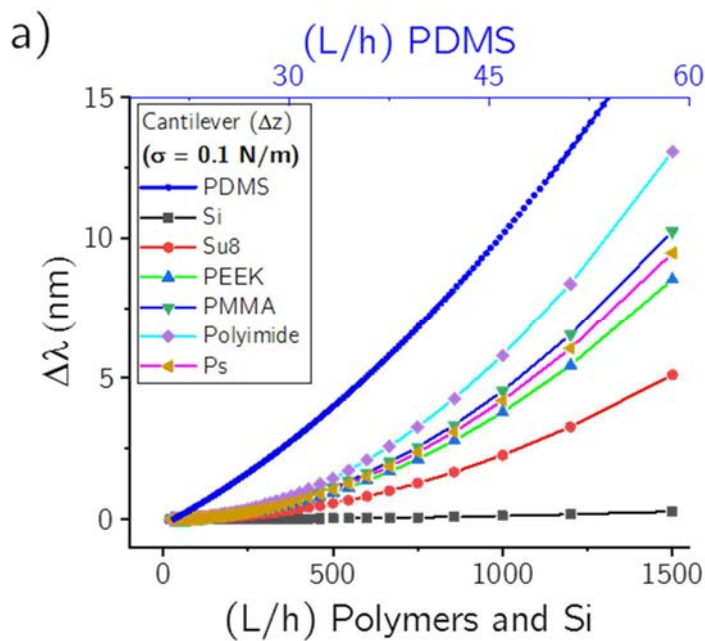 a)
(L/h) PDMS
30 45 60
15
10
5
0
Δλ (nm)
Cantilever (Δz)
(σ = 0.1 N/m)
PDMS
Si
Su8
PEEK
PMMA
Polyimide
Ps
0 500 1000 1500
(L/h) Polymers and Si